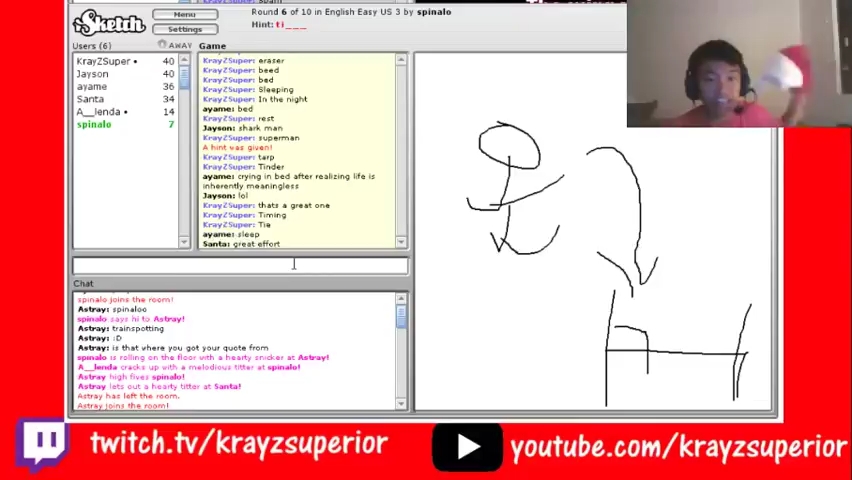 iSketch
Menu
Settings
Round 6 of 10 in English Easy US 3 by spinalo
Hint: ti___
Users (6)
AWAY
KrayZSuper • 40
Jayson 40
ayame 36
Santa 34
A__lenda • 14
spinalo 7
Game
KrayZSuper: eraser
KrayZSuper: beed
KrayZSuper: bed
KrayZSuper: Sleeping
KrayZSuper: In the night
ayame: bed
KrayZSuper: rest
Jayson: shark man
KrayZSuper: superman
A hint was given!
KrayZSuper: tarp
KrayZSuper: Tinder
ayame: crying in bed after realizing life is
inherently meaningless
Jayson: lol
KrayZSuper: thats a great one
KrayZSuper: Timing
KrayZSuper: Tie
ayame: sleep
Santa: great effort
Chat
spinalo joins the room!
Astray: spinaloo
spinalo says hi to Astray!
Astray: trainspotting
Astray: :D
Astray: is that where you got your quote from
spinalo is rolling on the floor with a hearty snicker at Astray!
A__lenda cracks up with a melodious titter at spinalo!
Astray high fives spinalo!
Astray lets out a hearty titter at Santa!
Astray has left the room.
Astray joins the room!
twitch.tv/krayzsuperior
youtube.com/krayzsuperior